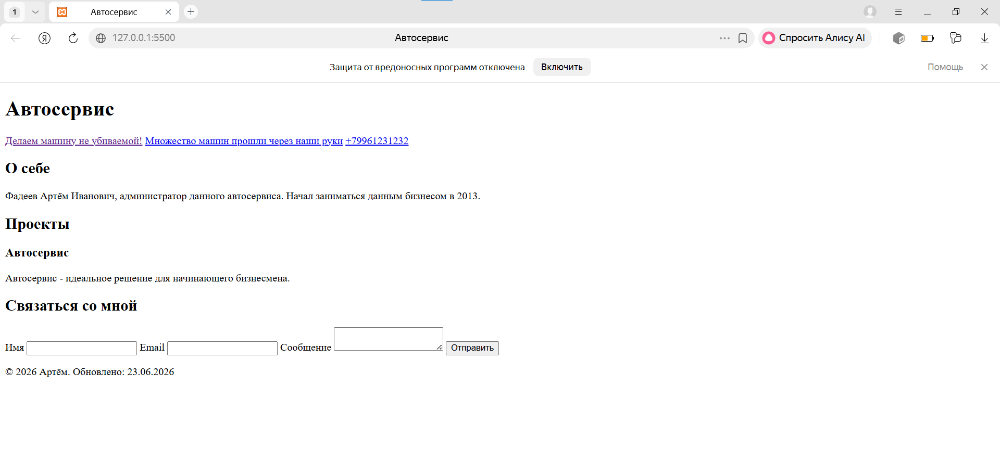 1 Автосервис
127.0.0.1:5500 Автосервис Спросить Алису AI
Защита от вредоносных программ отключена Включить Помощь
Автосервис
Делаем машину не убиваемой! Множество машин прошли через наши руки +79961231232
О себе
Фадеев Артём Иванович, администратор данного автосервиса. Начал заниматься данным бизнесом в 2013.
Проекты
Автосервис
Автосервис - идеальное решение для начинающего бизнесмена.
Связаться со мной
Имя Email Сообщение Отправить
© 2026 Артём. Обновлено: 23.06.2026